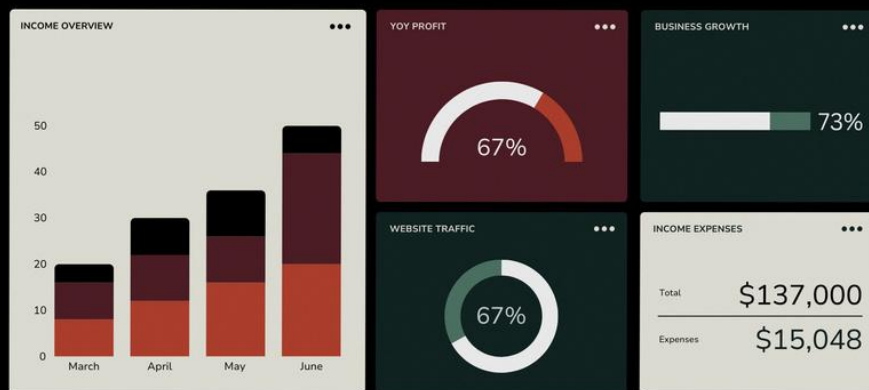 INCOME OVERVIEW
50
40
30
20
10
0
March April May June
YOY PROFIT
67%
BUSINESS GROWTH
73%
WEBSITE TRAFFIC
67%
INCOME EXPENSES
Total $137,000
Expenses $15,048